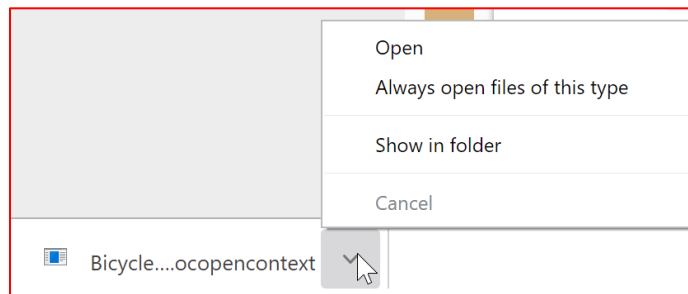 Open
Always open files of this type
Show in folder
Cancel
Bicycle....ocopencontext